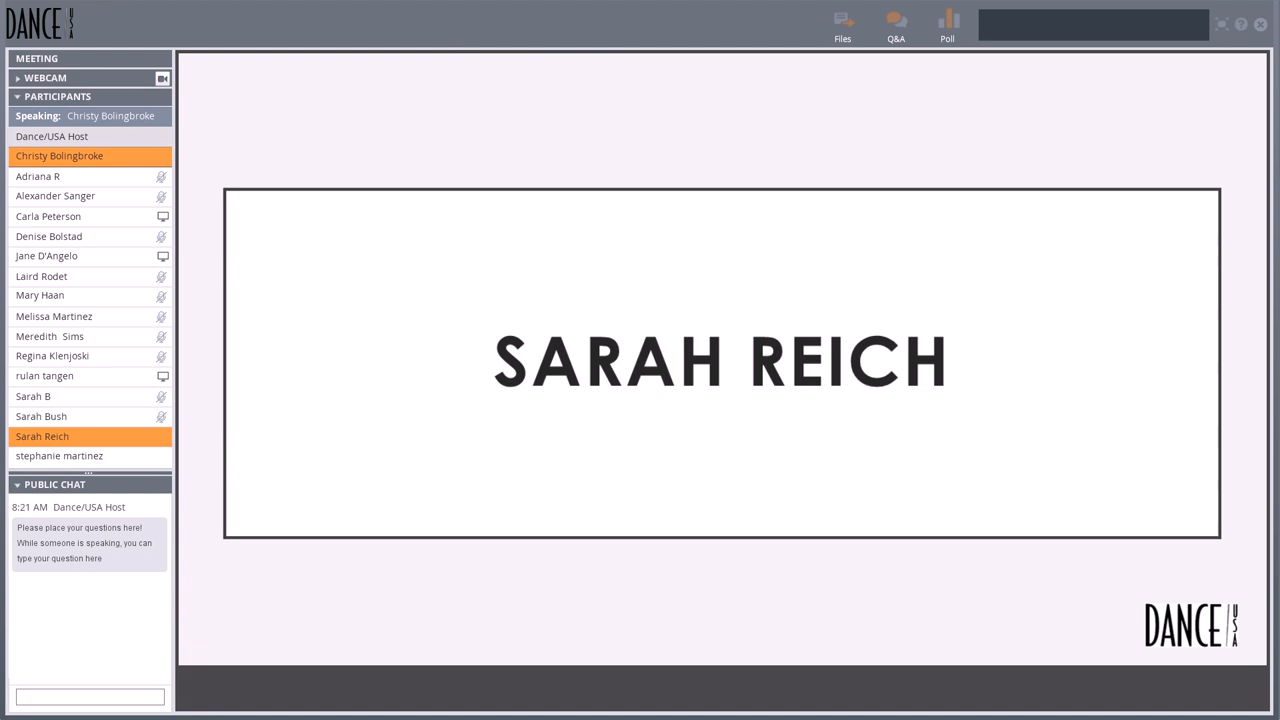 DANCE/USA
Files
Q&A
Poll
MEETING
WEBCAM
PARTICIPANTS
Speaking: Christy Bolingbroke
Dance/USA Host
Christy Bolingbroke
Adriana R
Alexander Sanger
Carla Peterson
Denise Bolstad
Jane D'Angelo
Laird Rodet
Mary Haan
Melissa Martinez
Meredith  Sims
Regina Klenjoski
rulan tangen
Sarah B
Sarah Bush
Sarah Reich
stephanie martinez
PUBLIC CHAT
8:21 AM  Dance/USA Host
Please place your questions here!
While someone is speaking, you can
type your question here
SARAH REICH
DANCE/USA